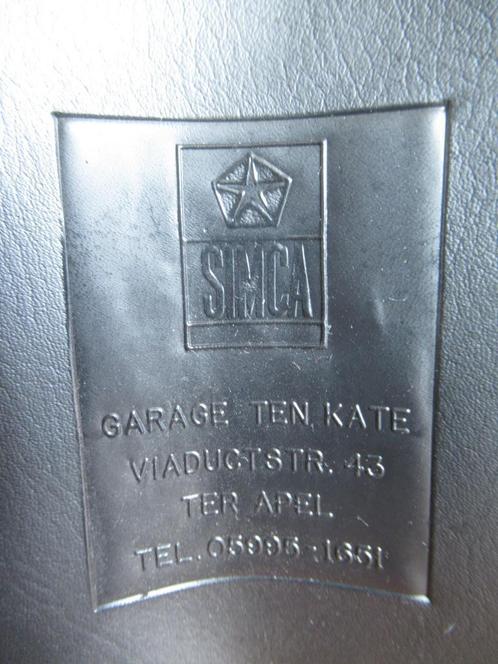 SIMCA
GARAGE TEN KATE
VIADUCTSTR. 43
TER APEL
TEL. 05995-1651